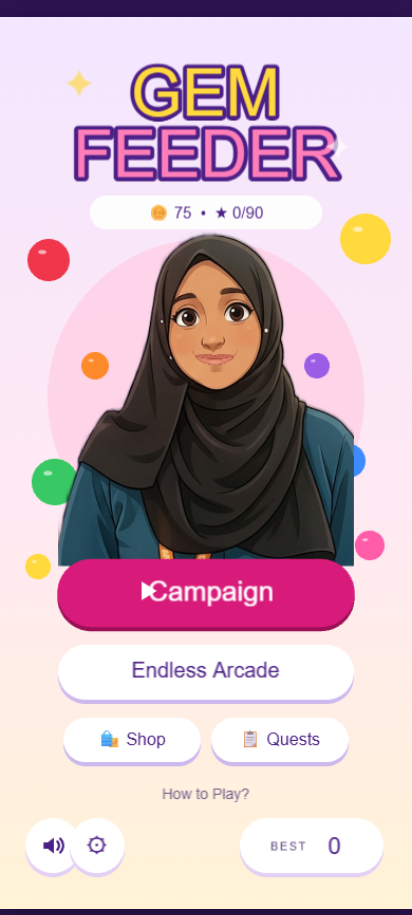 GEM
FEEDER
75 • ★ 0/90
Campaign
Endless Arcade
Shop
Quests
How to Play?
BEST 0